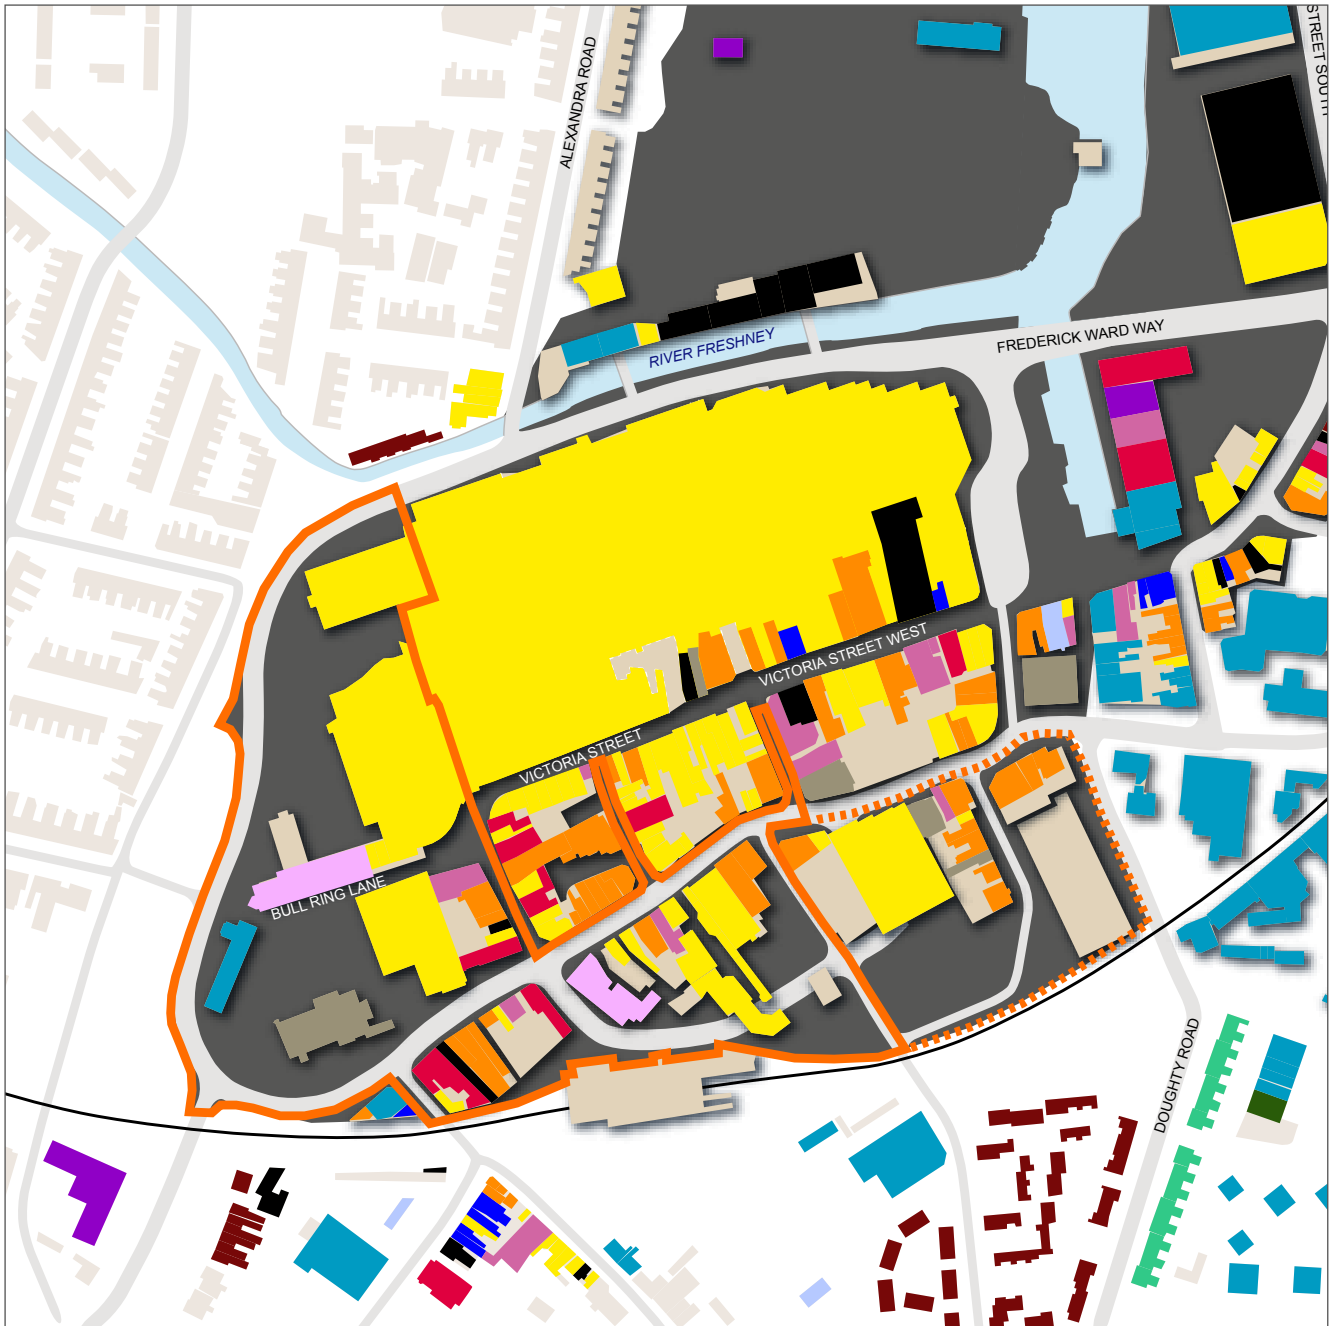 STREET SOUTH
ALEXANDRA ROAD
FREDERICK WARD WAY
RIVER FRESHNEY
VICTORIA STREET WEST
VICTORIA STREET
BULL RING LANE
DOUGHTY ROAD